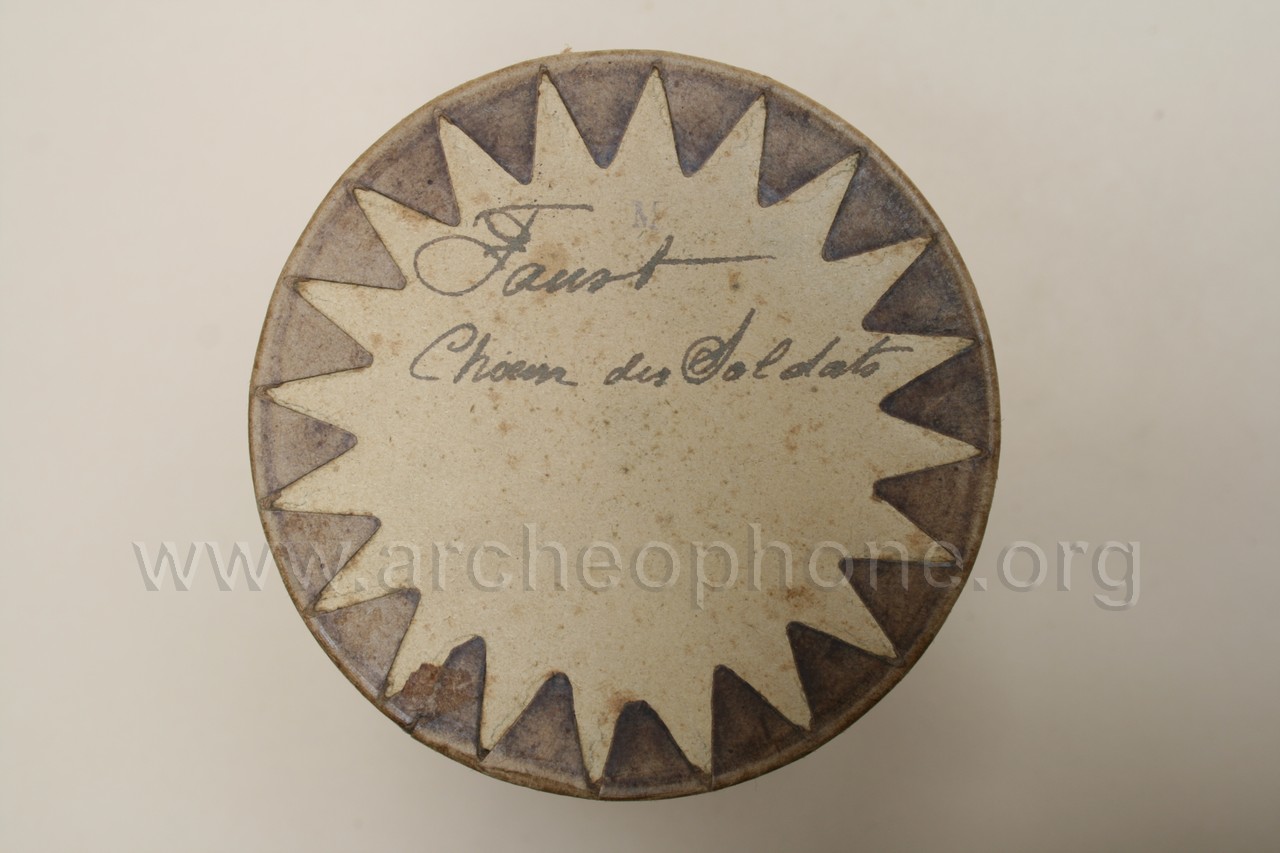 N
Faust
Choeur des Soldats
www.archeophone.org